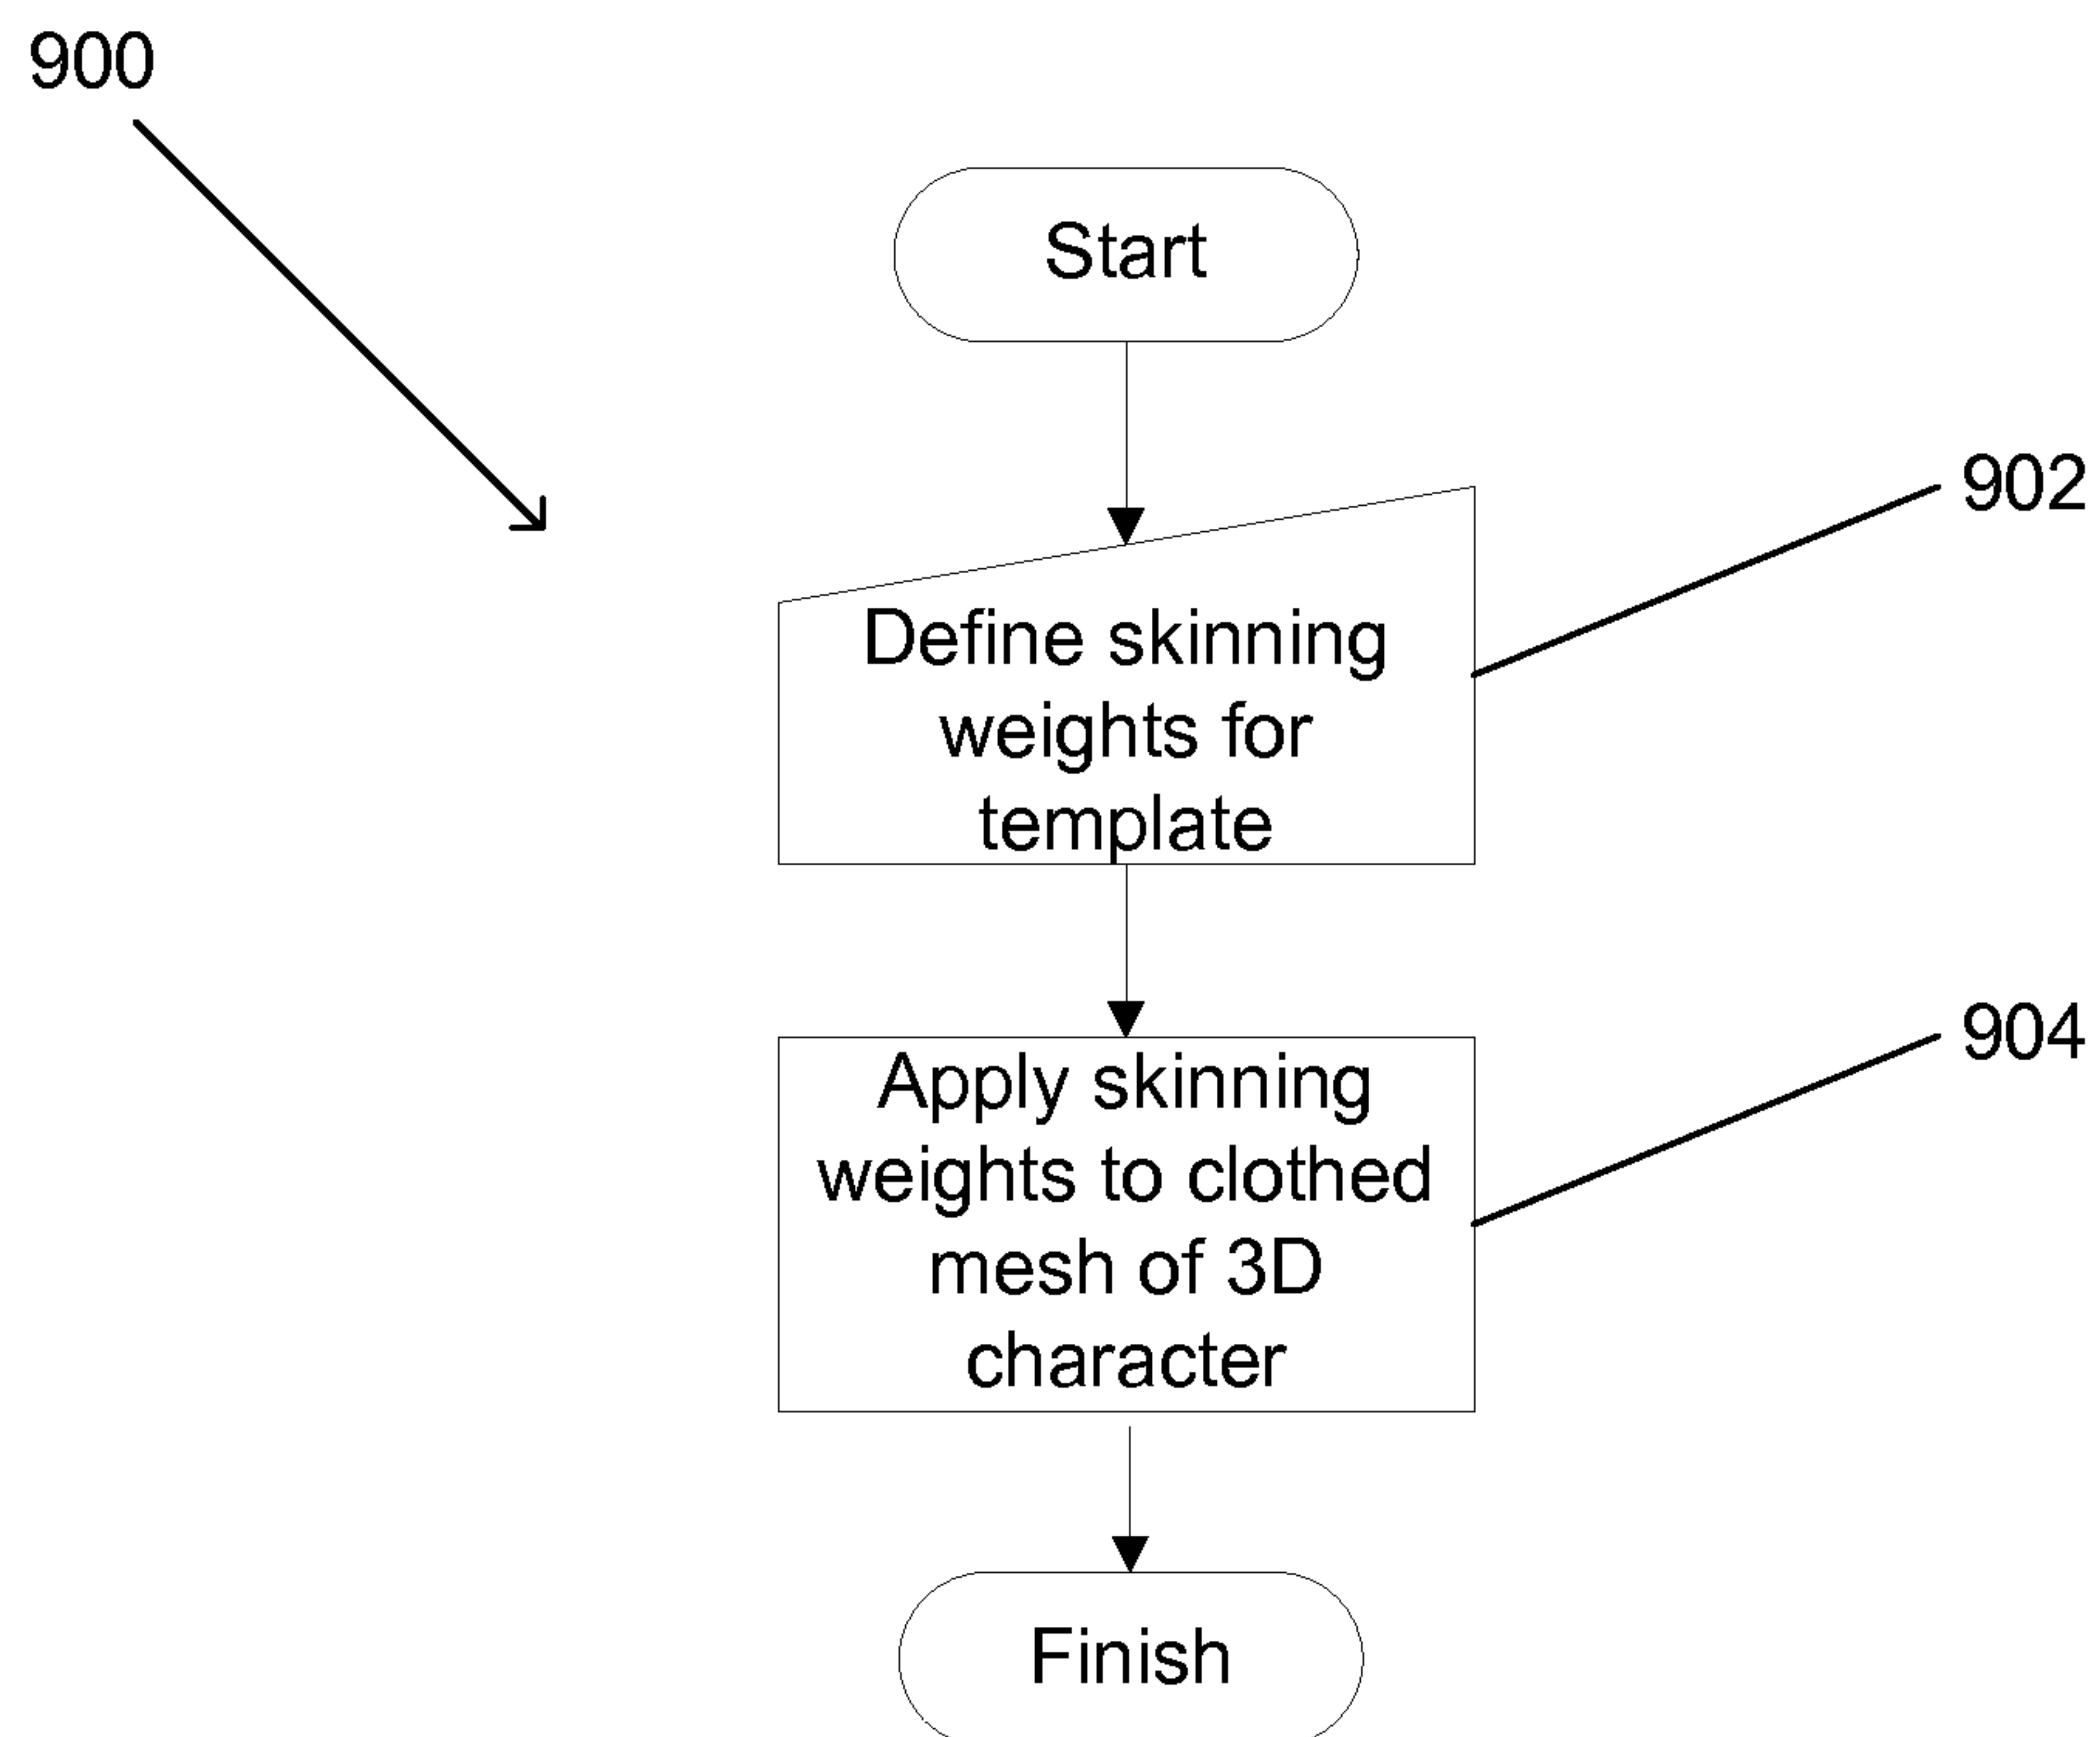 900
Start
902
Define skinning
weights for
template
904
Apply skinning
weights to clothed
mesh of 3D
character
Finish